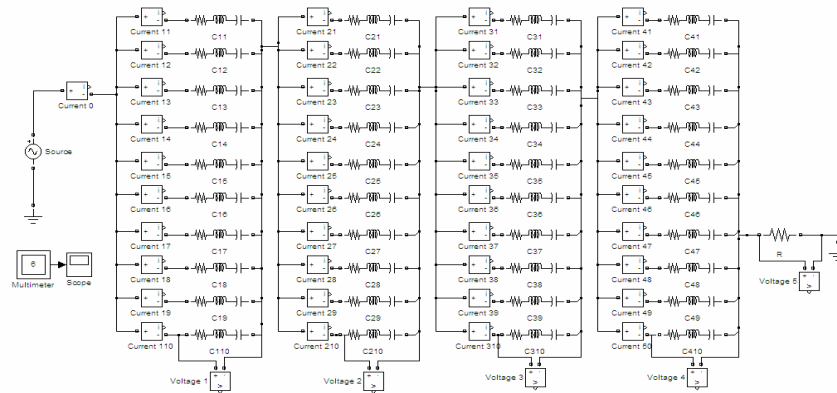 Current 11 Current 21 Current 31 Current 41
C11 C21 C31 C41
Current 12 Current 22 Current 32 Current 42
C12 C22 C32 C42
Current 0 Current 13 Current 23 Current 33 Current 43
C13 C23 C33 C43
Current 14 Current 24 Current 34 Current 44
C14 C24 C34 C44
Source
Current 15 Current 25 Current 35 Current 45
C15 C25 C35 C45
Current 16 Current 26 Current 36 Current 46
C16 C26 C36 C46
Current 17 Current 27 Current 37 Current 47
C17 C27 C37 C47
R
6
Multimeter Scope
Current 18 Current 28 Current 38 Current 48
C18 C28 C38 C48
Voltage 5
Current 19 Current 29 Current 39 Current 49
C19 C29 C39 C49
Current 110 Current 210 Current 310 Current 50
C110 C210 C310 C410
Voltage 1 Voltage 2 Voltage 3 Voltage 4